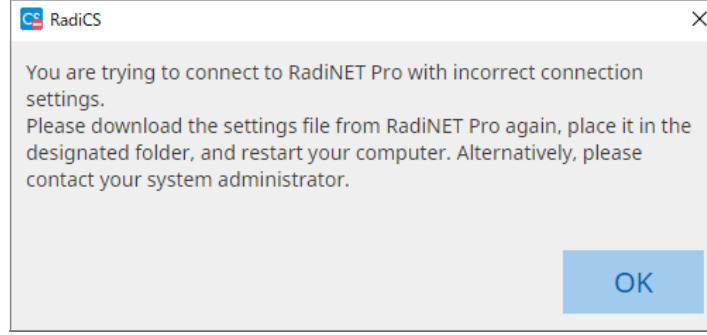 CS RadiCS
You are trying to connect to RadiNET Pro with incorrect connection
settings.
Please download the settings file from RadiNET Pro again, place it in the
designated folder, and restart your computer. Alternatively, please
contact your system administrator.
OK